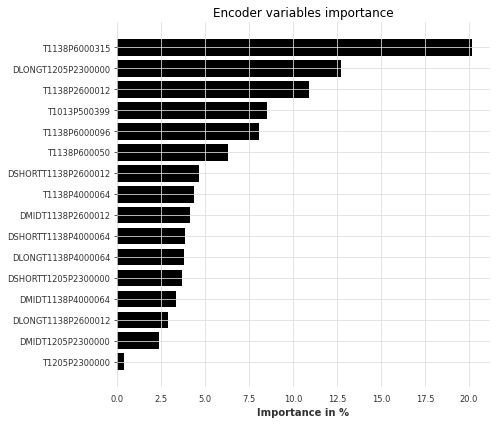 Encoder variables importance
T1138P6000315
DLONGT1205P2300000
T1138P2600012
T1013P500399
T1138P6000096
T1138P600050
DSHORTT1138P2600012
T1138P4000064
DMIDT1138P2600012
DSHORTT1138P4000064
DLONGT1138P4000064
DSHORTT1205P2300000
DMIDT1138P4000064
DLONGT1138P2600012
DMIDT1205P2300000
T1205P2300000
0.0 2.5 5.0 7.5 10.0 12.5 15.0 17.5 20.0
Importance in %